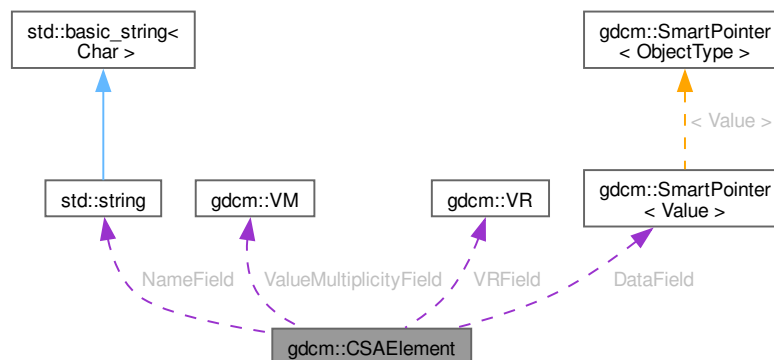 std::basic_string<
Char >
gdcm::SmartPointer
< ObjectType >
< Value >
std::string
gdcm::VM
gdcm::VR
gdcm::SmartPointer
< Value >
NameField
ValueMultiplicityField
VRField
DataField
gdcm::CSAElement